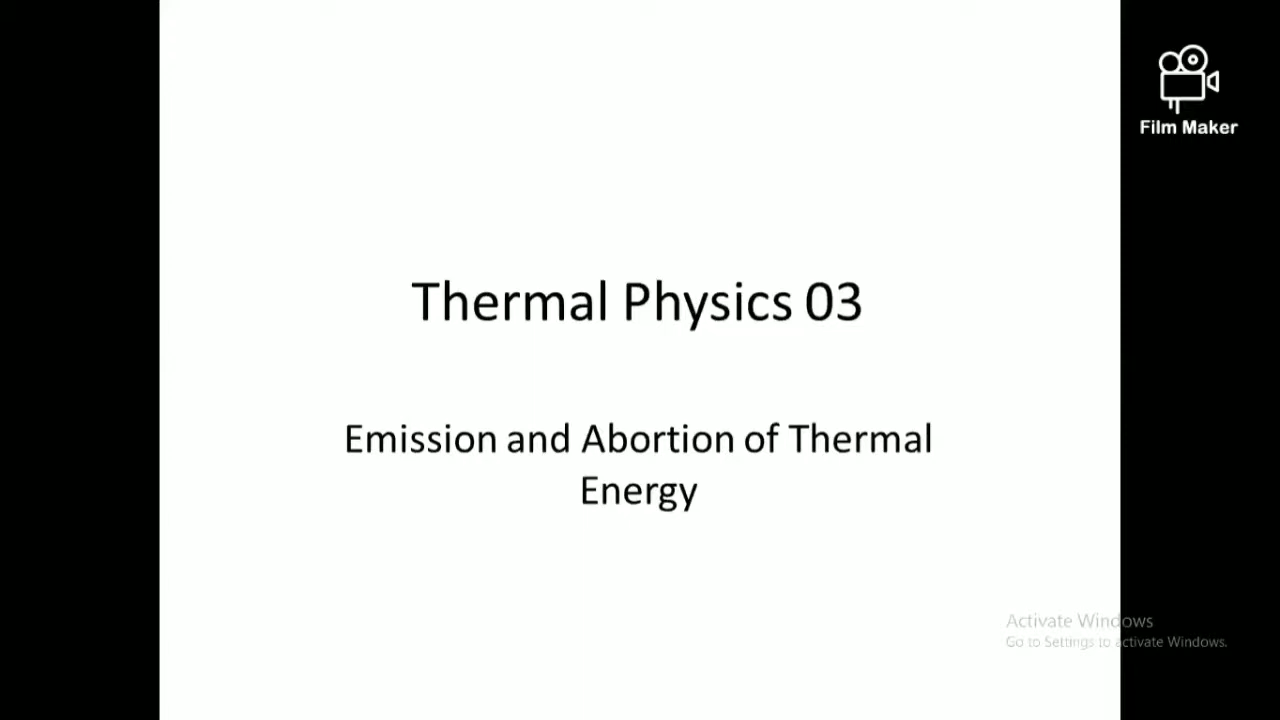 Film Maker
Thermal Physics 03
Emission and Abortion of Thermal
Energy
Activate Windows
Go to Settings to activate Windows.